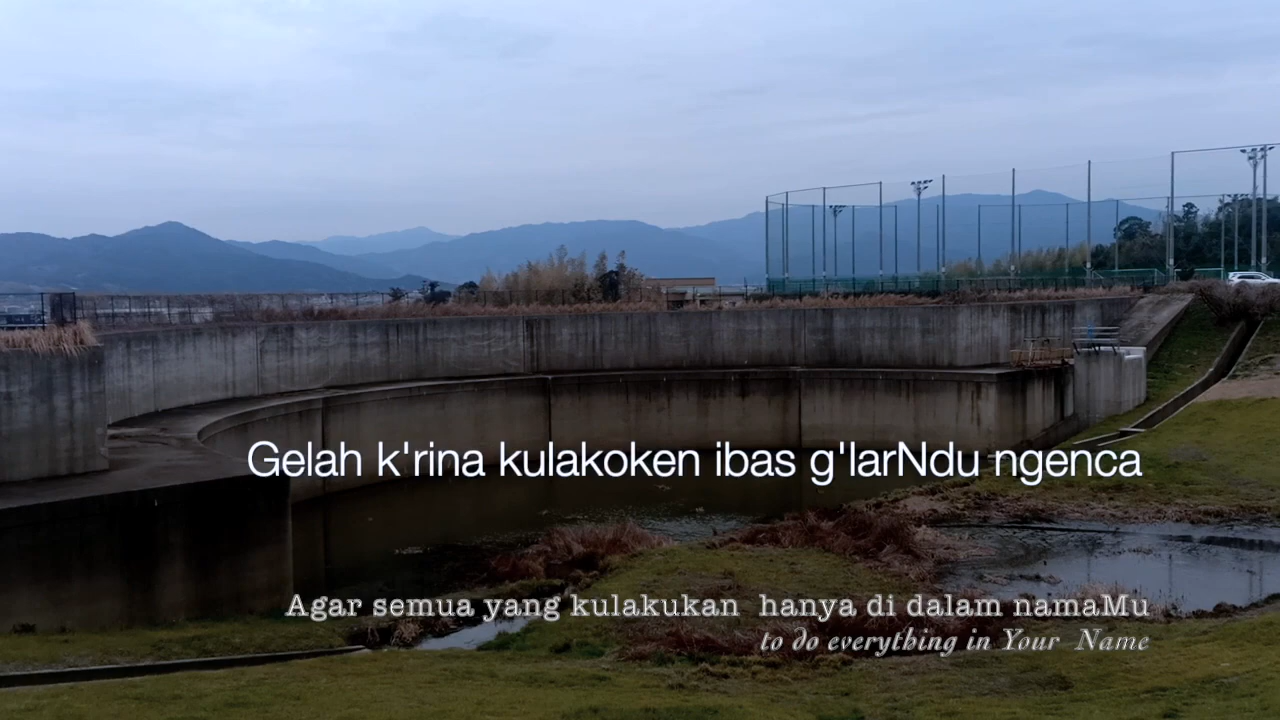 Gelah k'rina kulakoken ibas g'larNdu ngenca
Agar semua yang kulakukan hanya di dalam namaMu
to do everything in Your Name